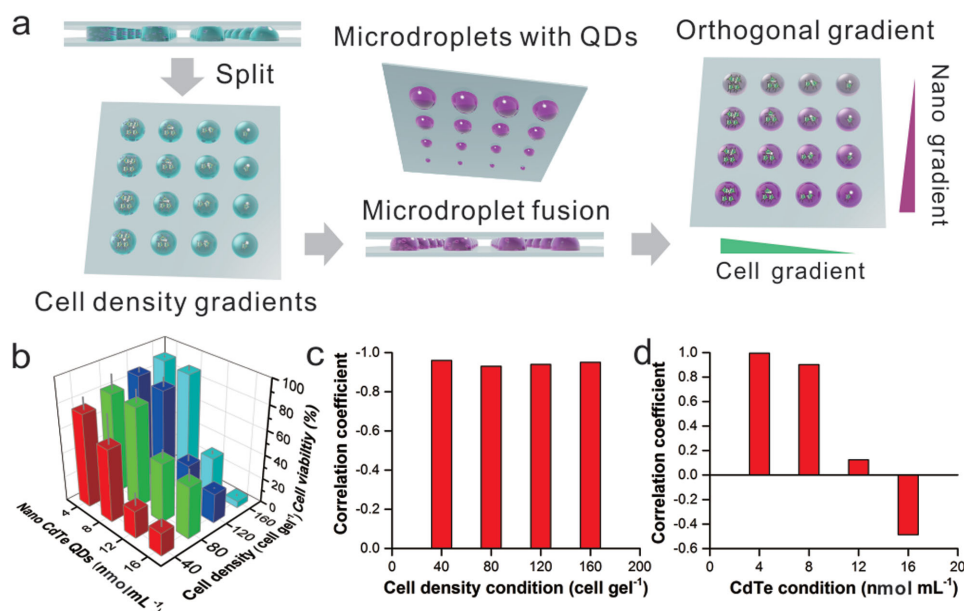 a
Split
Microdroplets with QDs
Orthogonal gradient
Nano gradient
Microdroplet fusion
Cell density gradients
Cell gradient
b
100
80
60
40
20
0
Cell viabiltiy (%)
4
8
12
16
Nano CdTe QDs (nmol mL⁻¹)
40
80
120
160
Cell density (cell gel⁻¹)
c
-1.0
-0.8
-0.6
-0.4
-0.2
0.0
Correlation coefficient
0 40 80 120 160 200
Cell density condition (cell gel⁻¹)
d
1.0
0.8
0.6
0.4
0.2
0.0
-0.2
-0.4
-0.6
Correlation coefficient
0 4 8 12 16 20
CdTe condition (nmol mL⁻¹)